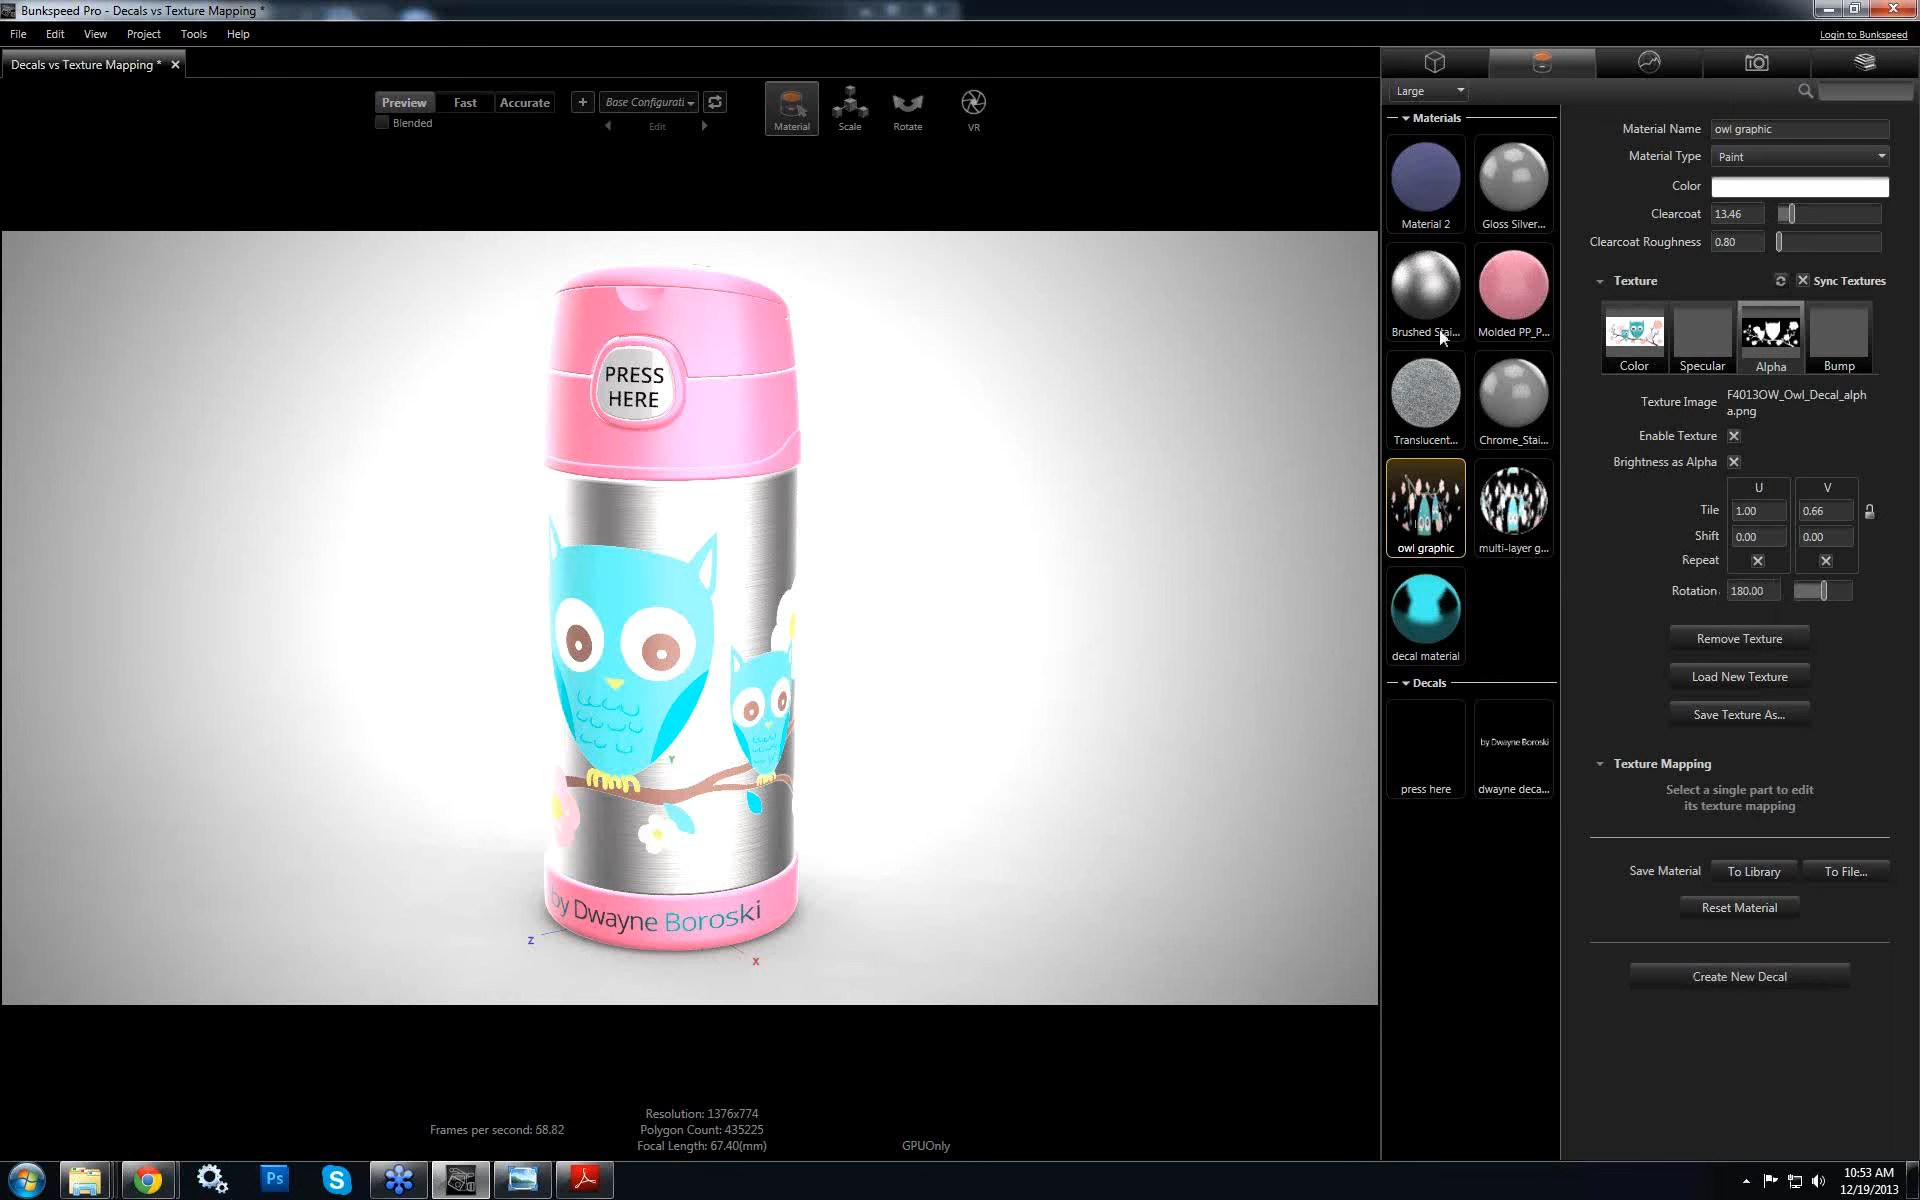 Bunkspeed Pro - Decals vs Texture Mapping *
File Edit View Project Tools Help
Login to Bunkspeed
Decals vs Texture Mapping *
Preview Fast Accurate
Blended
Base Configurati
Edit
Material
Scale
Rotate
VR
PRESS
HERE
by Dwayne Boroski
Y
Z
X
Resolution: 1376x774
Frames per second: 58.82
Polygon Count: 435225
Focal Length: 67.40(mm)
GPUOnly
Large
Materials
Material 2
Gloss Silver...
Brushed Stai...
Molded PP_P...
Translucent...
Chrome_Stai...
owl graphic
multi-layer g...
decal material
Decals
by Dwayne Boroski
press here
dwayne deca...
Material Name owl graphic
Material Type Paint
Color
Clearcoat 13.46
Clearcoat Roughness 0.80
Texture
Sync Textures
Color Specular Alpha Bump
Texture Image F4013OW_Owl_Decal_alph
a.png
Enable Texture
Brightness as Alpha
U V
Tile 1.00 0.66
Shift 0.00 0.00
Repeat
Rotation 180.00
Remove Texture
Load New Texture
Save Texture As...
Texture Mapping
Select a single part to edit
its texture mapping
Save Material To Library To File...
Reset Material
Create New Decal
Ps
10:53 AM
12/19/2013